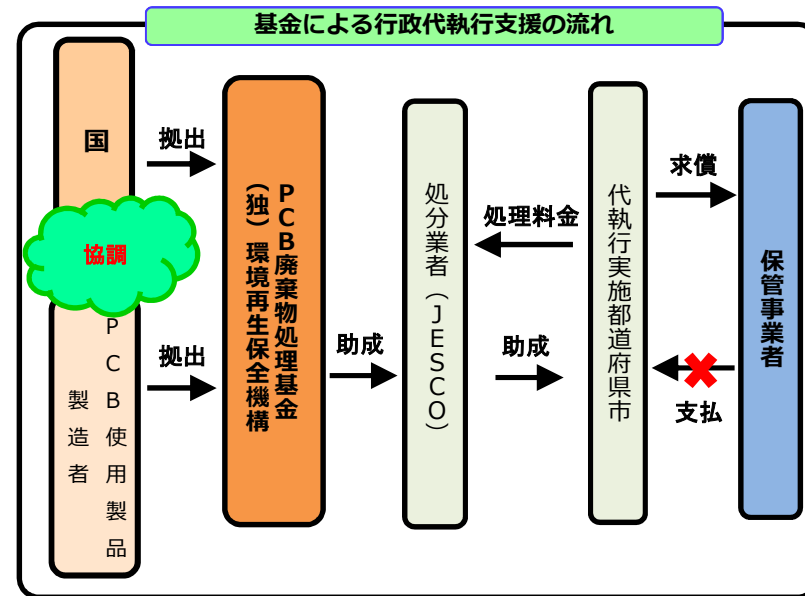 基金による行政代執行支援の流れ
国
協調
PCB使用製品
製造者
拠出
拠出
PCB廃棄物処理基金
(独)環境再生保全機構
助成
処分業者(JESCO)
処理料金
助成
代執行実施都道府県市
求償
支払
保管事業者